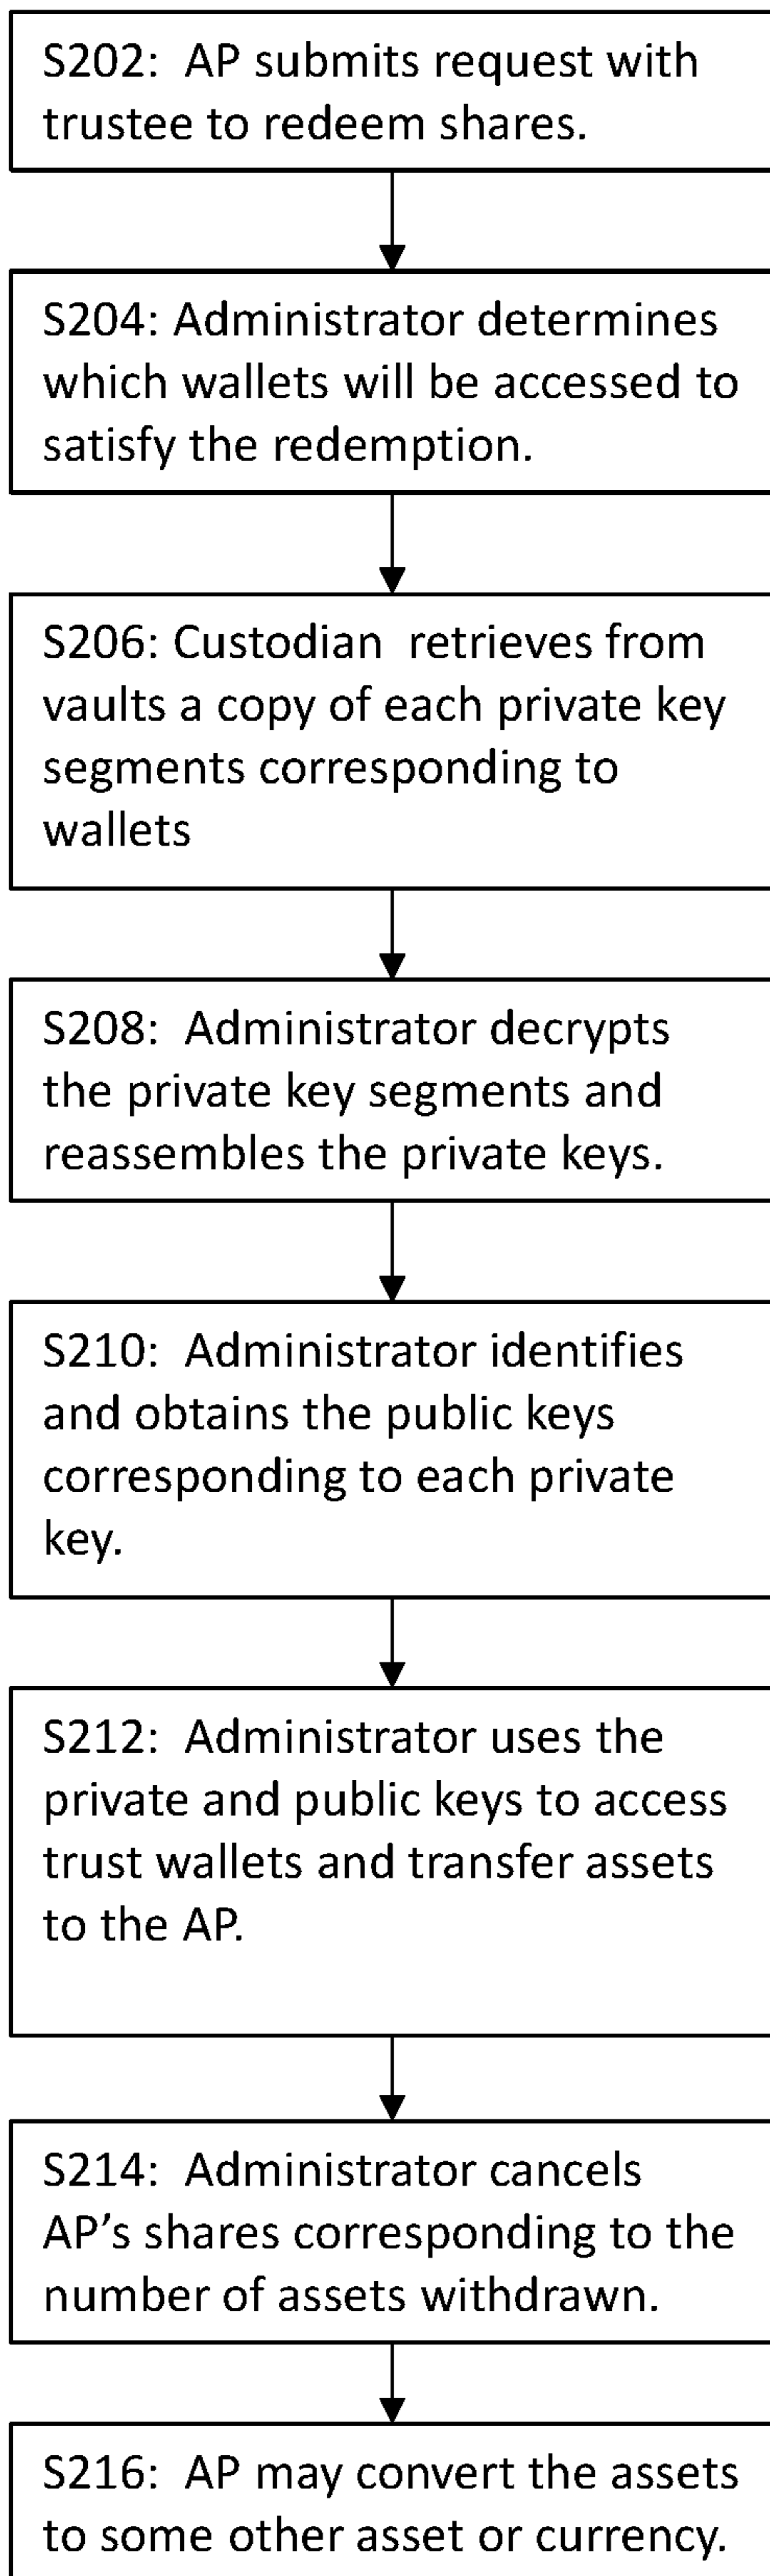 S202:  AP submits request with
trustee to redeem shares.
S204: Administrator determines
which wallets will be accessed to
satisfy the redemption.
S206: Custodian  retrieves from
vaults a copy of each private key
segments corresponding to
wallets
S208:  Administrator decrypts
the private key segments and
reassembles the private keys.
S210:  Administrator identifies
and obtains the public keys
corresponding to each private
key.
S212:  Administrator uses the
private and public keys to access
trust wallets and transfer assets
to the AP.
S214:  Administrator cancels
AP’s shares corresponding to the
number of assets withdrawn.
S216:  AP may convert the assets
to some other asset or currency.